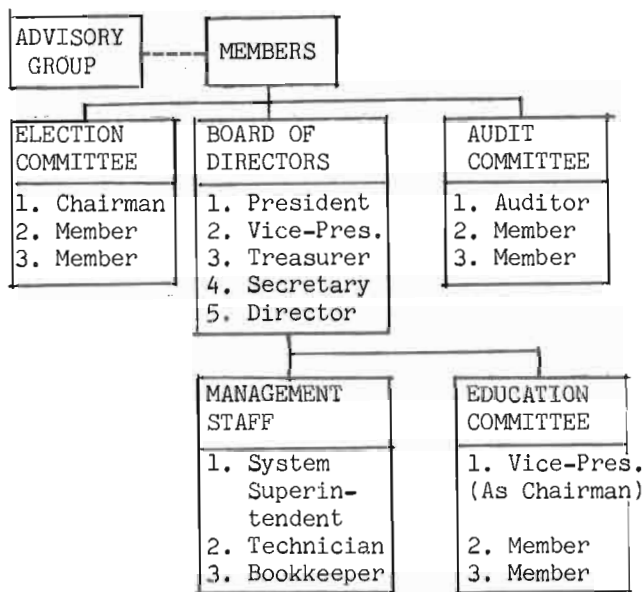 ADVISORY
GROUP
MEMBERS
ELECTION
COMMITTEE
1. Chairman
2. Member
3. Member
BOARD OF
DIRECTORS
1. President
2. Vice-Pres.
3. Treasurer
4. Secretary
5. Director
AUDIT
COMMITTEE
1. Auditor
2. Member
3. Member
MANAGEMENT
STAFF
1. System
Superin-
tendent
2. Technician
3. Bookkeeper
EDUCATION
COMMITTEE
1. Vice-Pres.
(As Chairman)
2. Member
3. Member